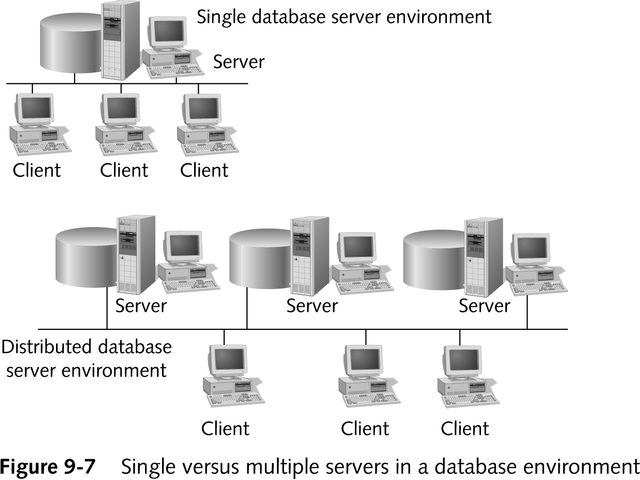 Single database server environment
Server
Client
Client
Client
Server
Server
Server
Distributed database
server environment
Client
Client
Client
Figure 9-7 Single versus multiple servers in a database environment